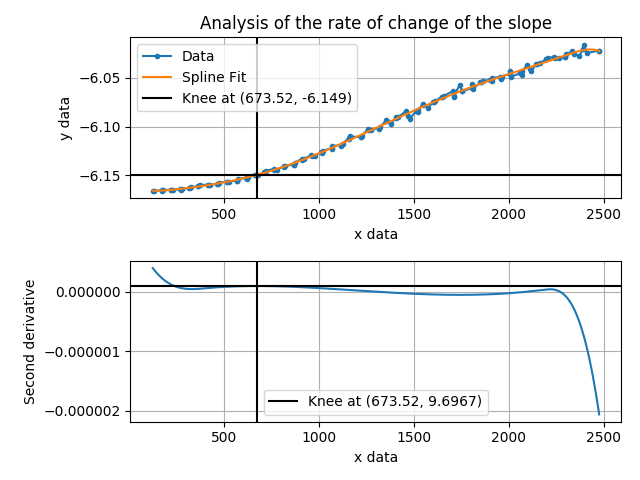 Analysis of the rate of change of the slope
Data
Spline Fit
Knee at (673.52, -6.149)
−6.05
−6.10
−6.15
y data
500 1000 1500 2000 2500
x data
0.000000
−0.000001
−0.000002
Second derivative
Knee at (673.52, 9.6967)
500 1000 1500 2000 2500
x data